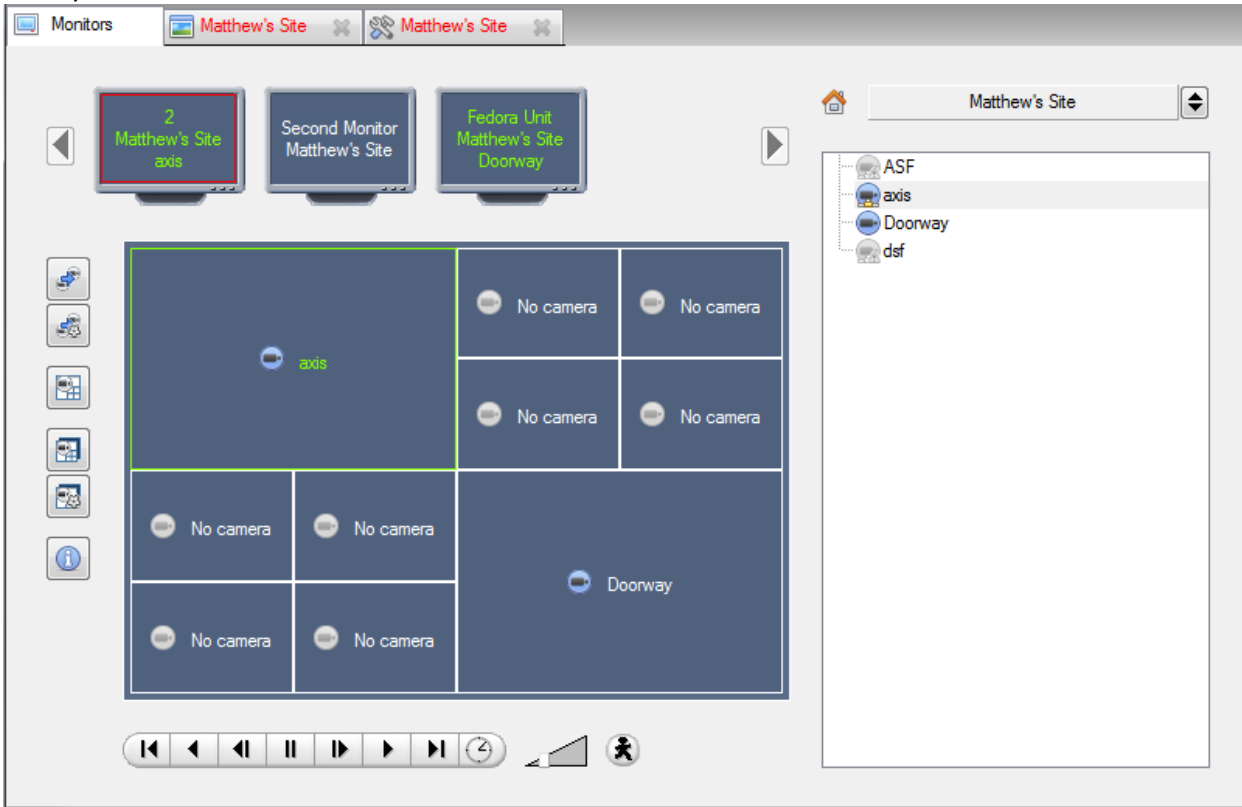 Monitors
Matthew's Site
Matthew's Site
2
Matthew's Site
axis
Second Monitor
Matthew's Site
Fedora Unit
Matthew's Site
Doorway
Matthew's Site
ASF
axis
Doorway
dsf
axis
No camera
No camera
No camera
No camera
No camera
No camera
Doorway
No camera
No camera